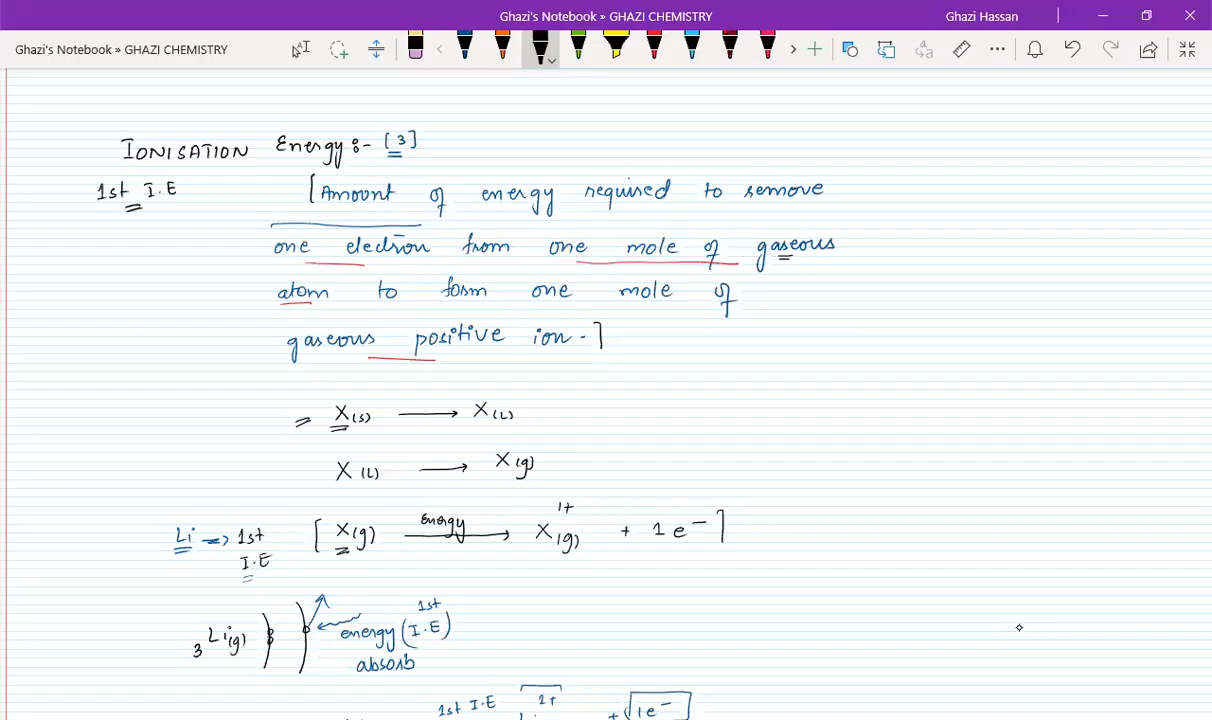 Ghazi's Notebook » GHAZI CHEMISTRY
Ghazi Hassan
Ghazi's Notebook » GHAZI CHEMISTRY
IONISATION Energy :- [3]
1st I.E
[Amount of energy required to remove
one electron from one mole of gaseous
atom to form one mole of
gaseous positive ion.]
= X(s) → X(L)
X(L) → X(g)
Li => 1st I.E
[X(g) energy → X¹⁺(g) + 1e⁻]
₃Li(g)
energy (1st I.E)
absorb
1st I.E 1+
+ 1e⁻